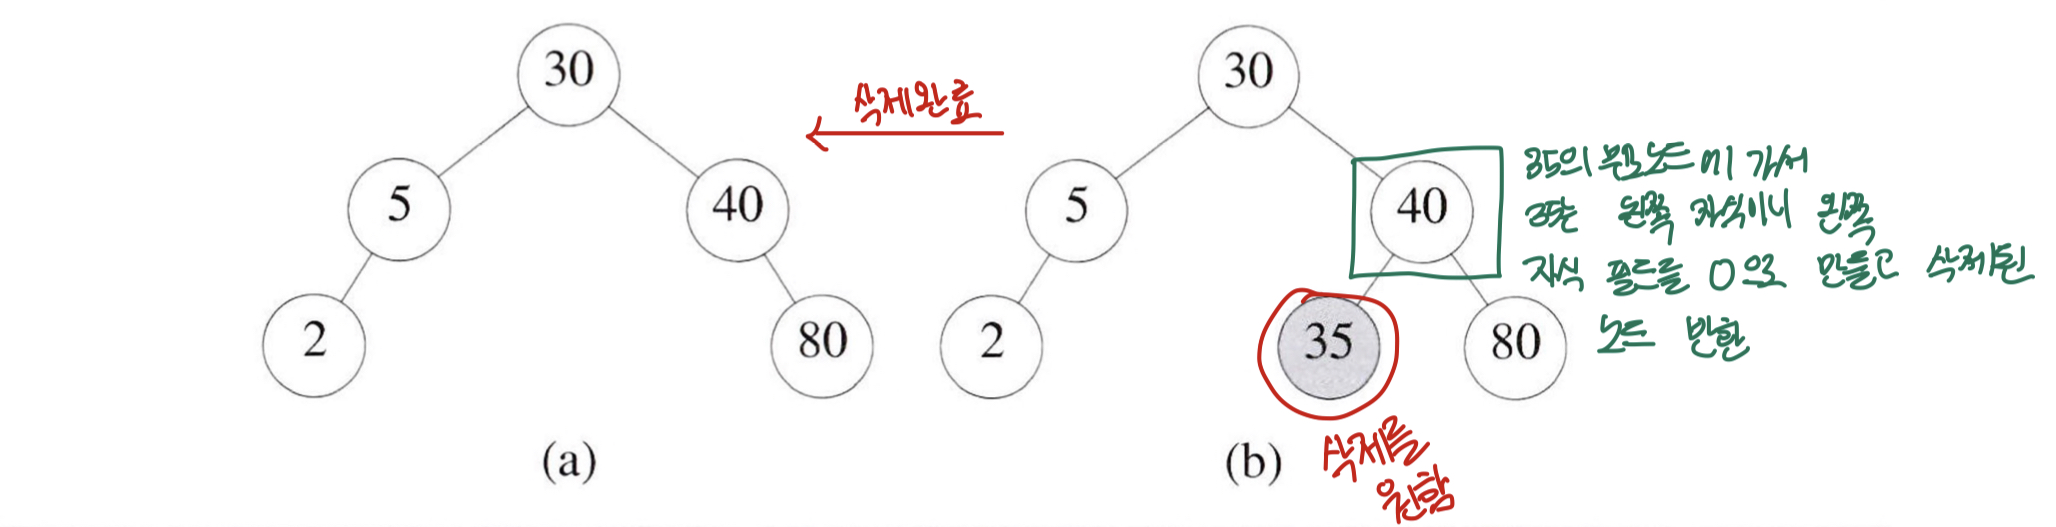 30
삭제완료
30
5
40
5
40
35의 부모노드에 가서
35는 왼쪽 자식이니 왼쪽
자식 필드를 0으로 만들고 삭제된
노드 반환
2
80
2
35
80
(a)
(b)
삭제를
원함